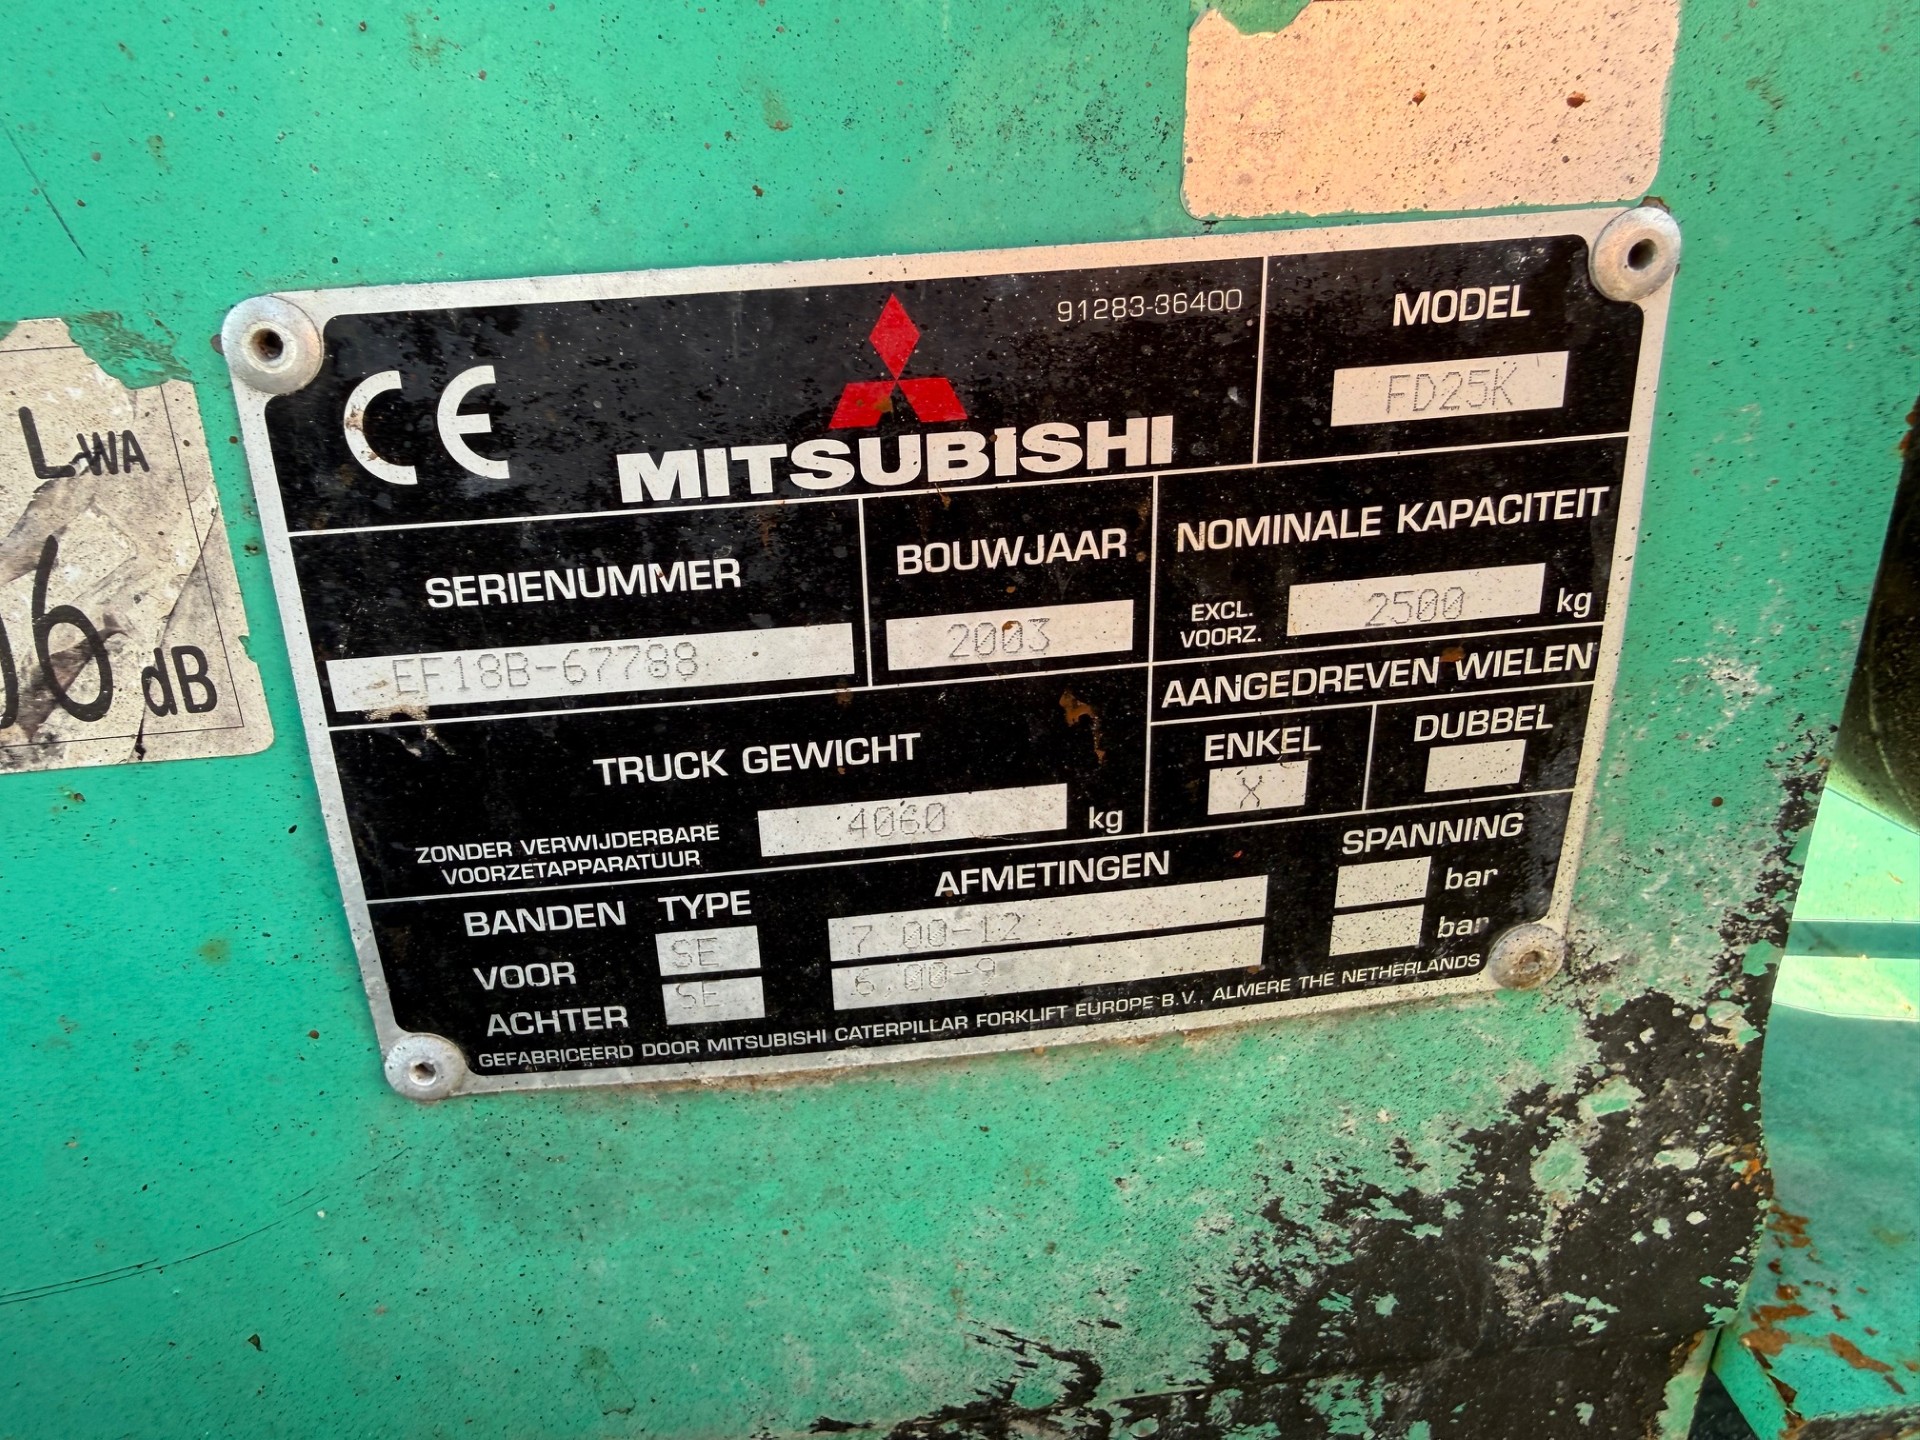 LWA
06 dB
CE
MITSUBISHI
91283-36400
MODEL
FD25K
SERIENUMMER
EF18B-67788
BOUWJAAR
2003
NOMINALE KAPACITEIT
EXCL.
VOORZ.
2500 kg
AANGEDREVEN WIELEN
ENKEL
X
DUBBEL
TRUCK GEWICHT
ZONDER VERWIJDERBARE
VOORZETAPPARATUUR
4060 kg
BANDEN TYPE AFMETINGEN SPANNING
VOOR SE 7.00-12 bar
ACHTER SE 6.00-9 bar
GEFABRICEERD DOOR MITSUBISHI CATERPILLAR FORKLIFT EUROPE B.V., ALMERE THE NETHERLANDS